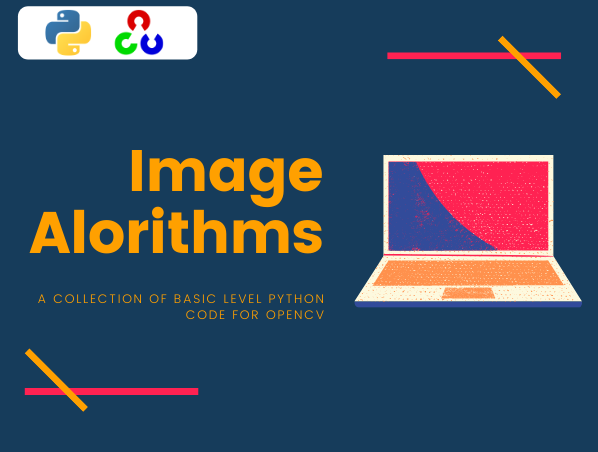 Image
Alorithms
A COLLECTION OF BASIC LEVEL PYTHON
CODE FOR OPENCV